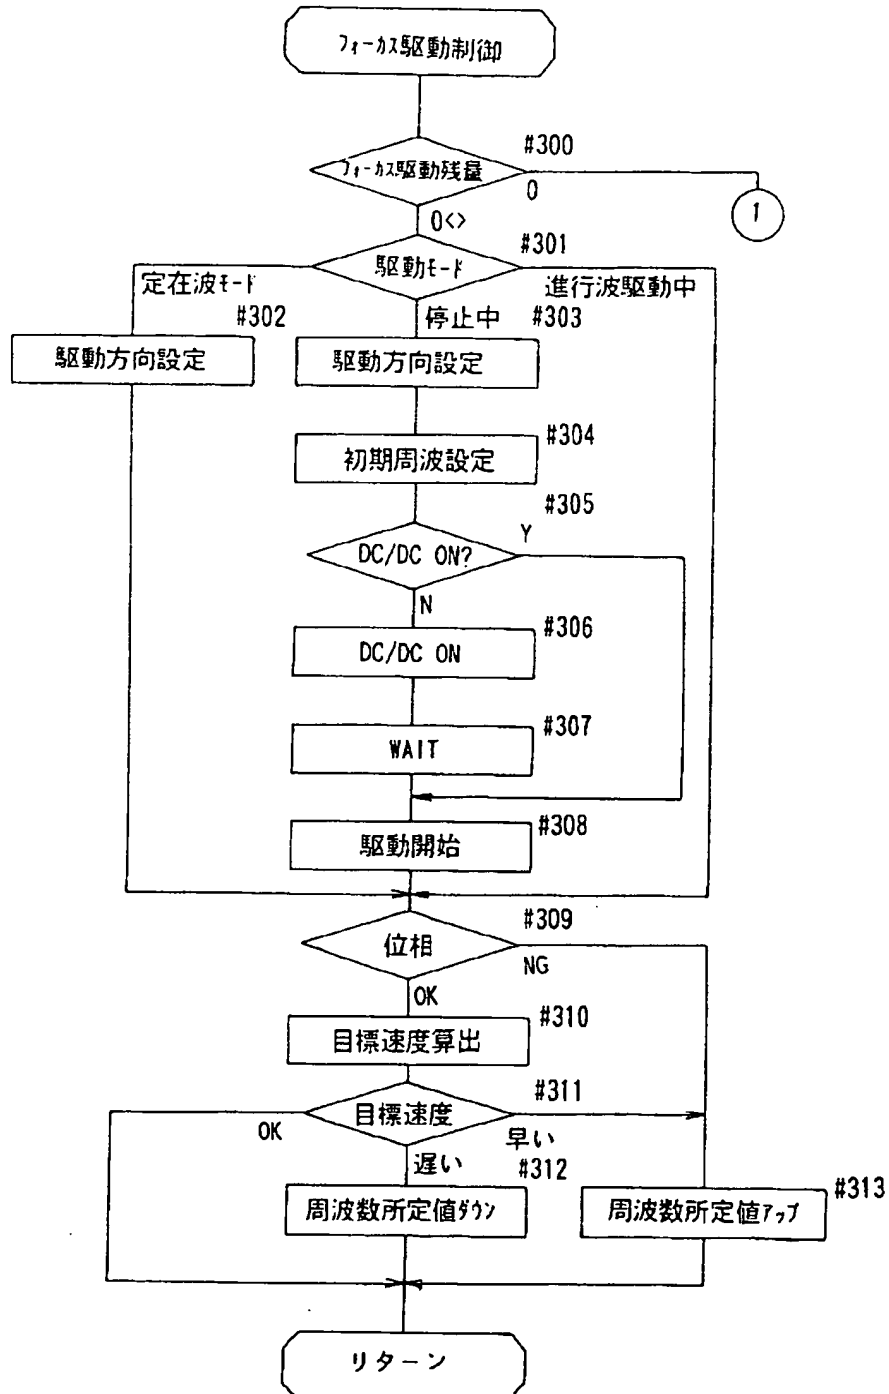 フォーカス駆動制御
#300
フォーカス駆動残量
0
1
0<>
#301
駆動モード
定在波モード
進行波駆動中
#302
停止中
#303
駆動方向設定
駆動方向設定
#304
初期周波設定
#305
DC/DC ON?
Y
N
#306
DC/DC ON
#307
WAIT
#308
駆動開始
#309
位相
NG
OK
#310
目標速度算出
#311
目標速度
OK
早い
遅い
#312
周波数所定値ダウン
周波数所定値アップ
#313
リターン